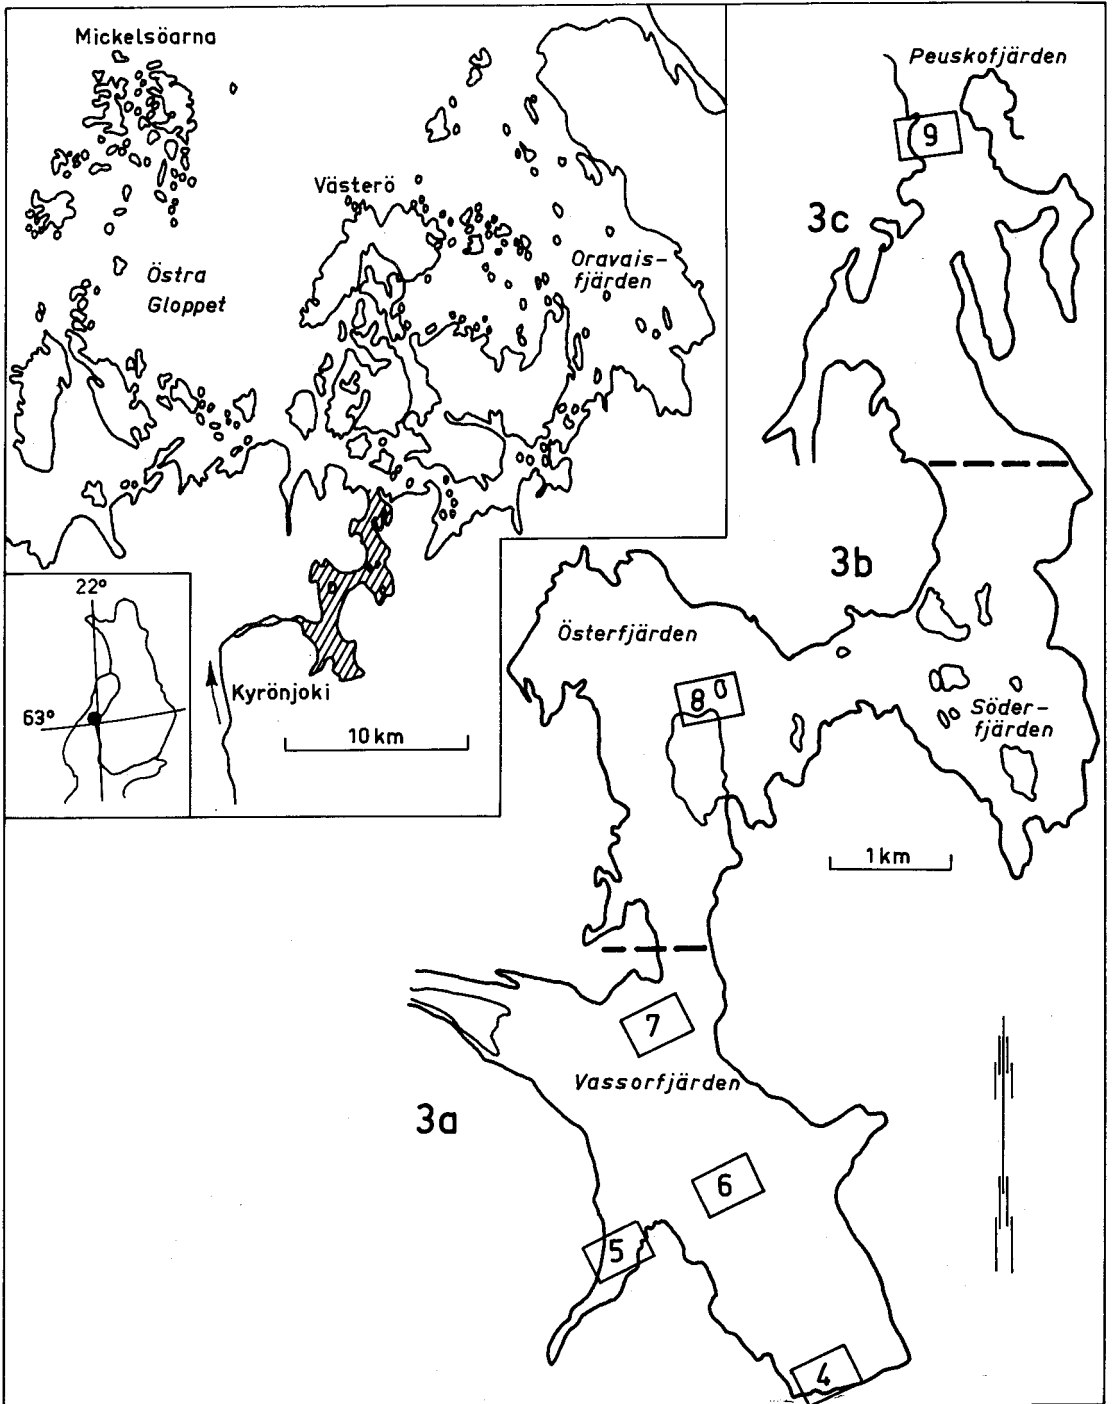 Mickelsöarna
Västerö
Östra
Gloppet
Oravais-
fjärden
22°
63°
Kyrönjoki
10 km
Peuskofjärden
9
3c
3b
Österfjärden
8
Söder-
fjärden
1 km
7
Vassorfjärden
3a
6
5
4